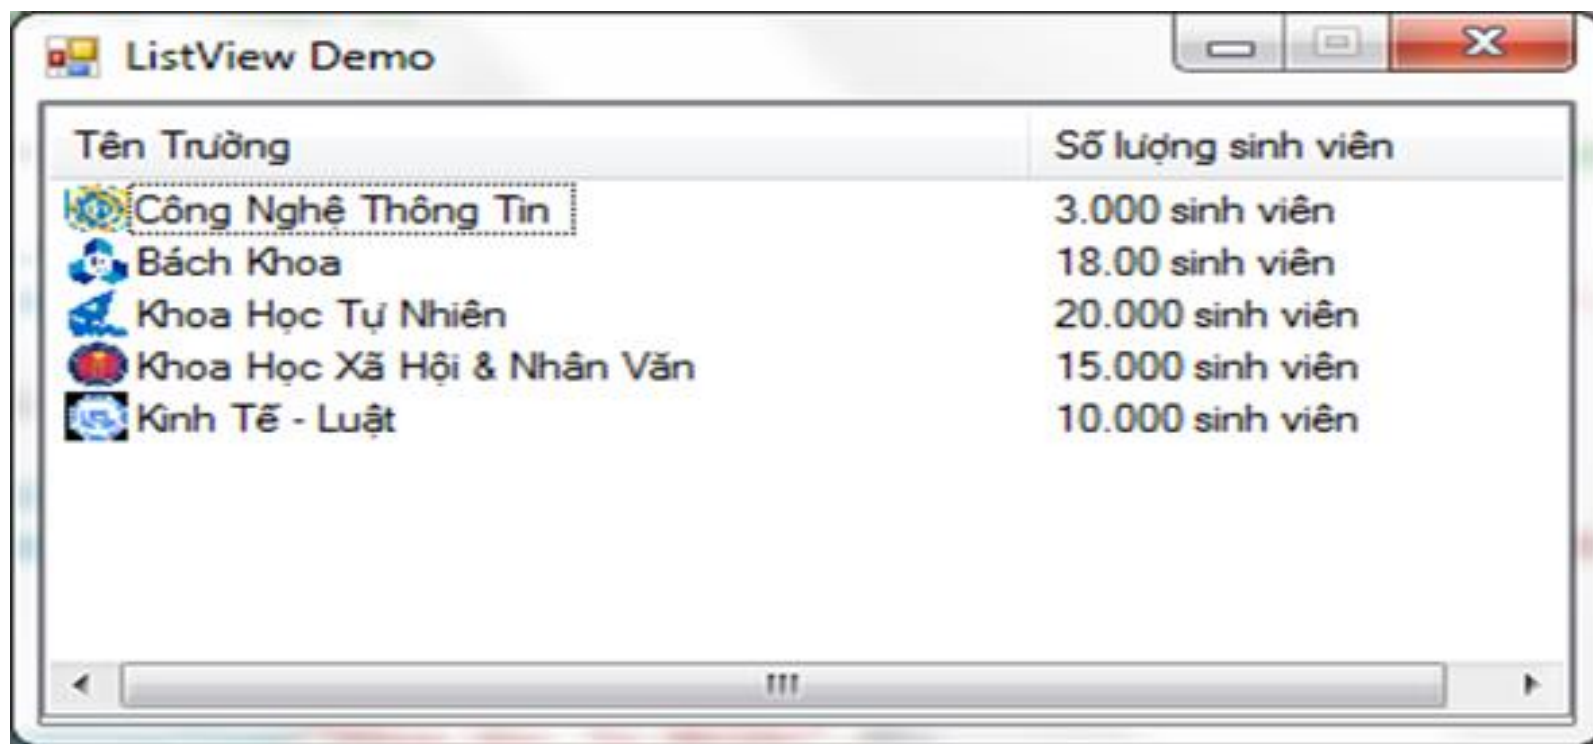 ListView Demo
Tên Trường Số lượng sinh viên
Công Nghệ Thông Tin 3.000 sinh viên
Bách Khoa 18.00 sinh viên
Khoa Học Tự Nhiên 20.000 sinh viên
Khoa Học Xã Hội & Nhân Văn 15.000 sinh viên
Kinh Tế - Luật 10.000 sinh viên